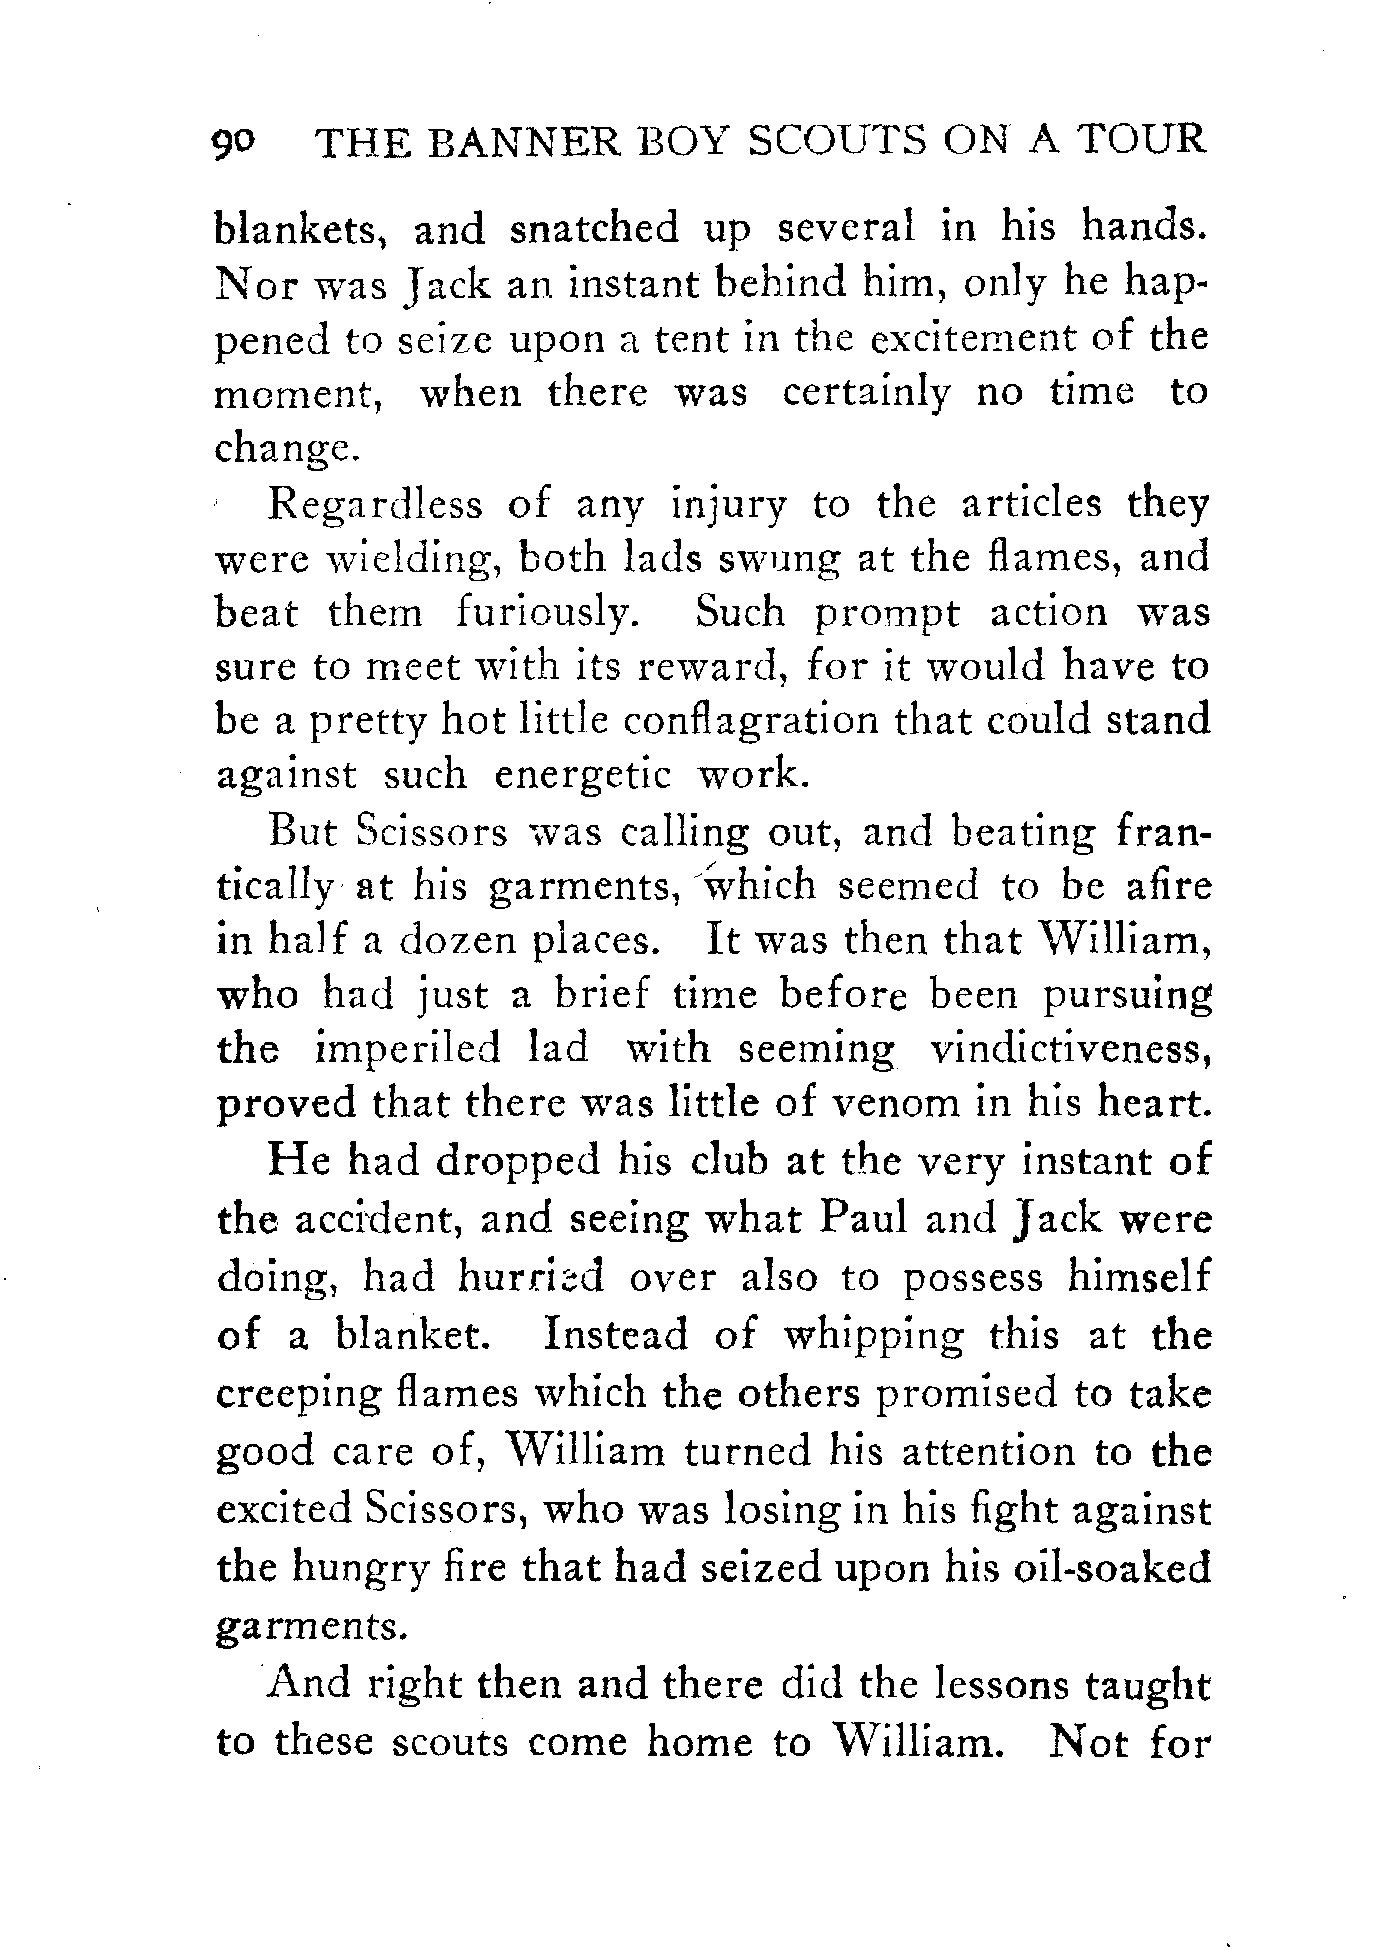 90 THE BANNER BOY SCOUTS ON A TOUR
blankets, and snatched up several in his hands.
Nor was Jack an instant behind him, only he hap-
pened to seize upon a tent in the excitement of the
moment, when there was certainly no time to
change.
Regardless of any injury to the articles they
were wielding, both lads swung at the flames, and
beat them furiously. Such prompt action was
sure to meet with its reward, for it would have to
be a pretty hot little conflagration that could stand
against such energetic work.
But Scissors was calling out, and beating fran-
tically at his garments, which seemed to be afire
in half a dozen places. It was then that William,
who had just a brief time before been pursuing
the imperiled lad with seeming vindictiveness,
proved that there was little of venom in his heart.
He had dropped his club at the very instant of
the accident, and seeing what Paul and Jack were
doing, had hurried over also to possess himself
of a blanket. Instead of whipping this at the
creeping flames which the others promised to take
good care of, William turned his attention to the
excited Scissors, who was losing in his fight against
the hungry fire that had seized upon his oil-soaked
garments.
And right then and there did the lessons taught
to these scouts come home to William. Not for